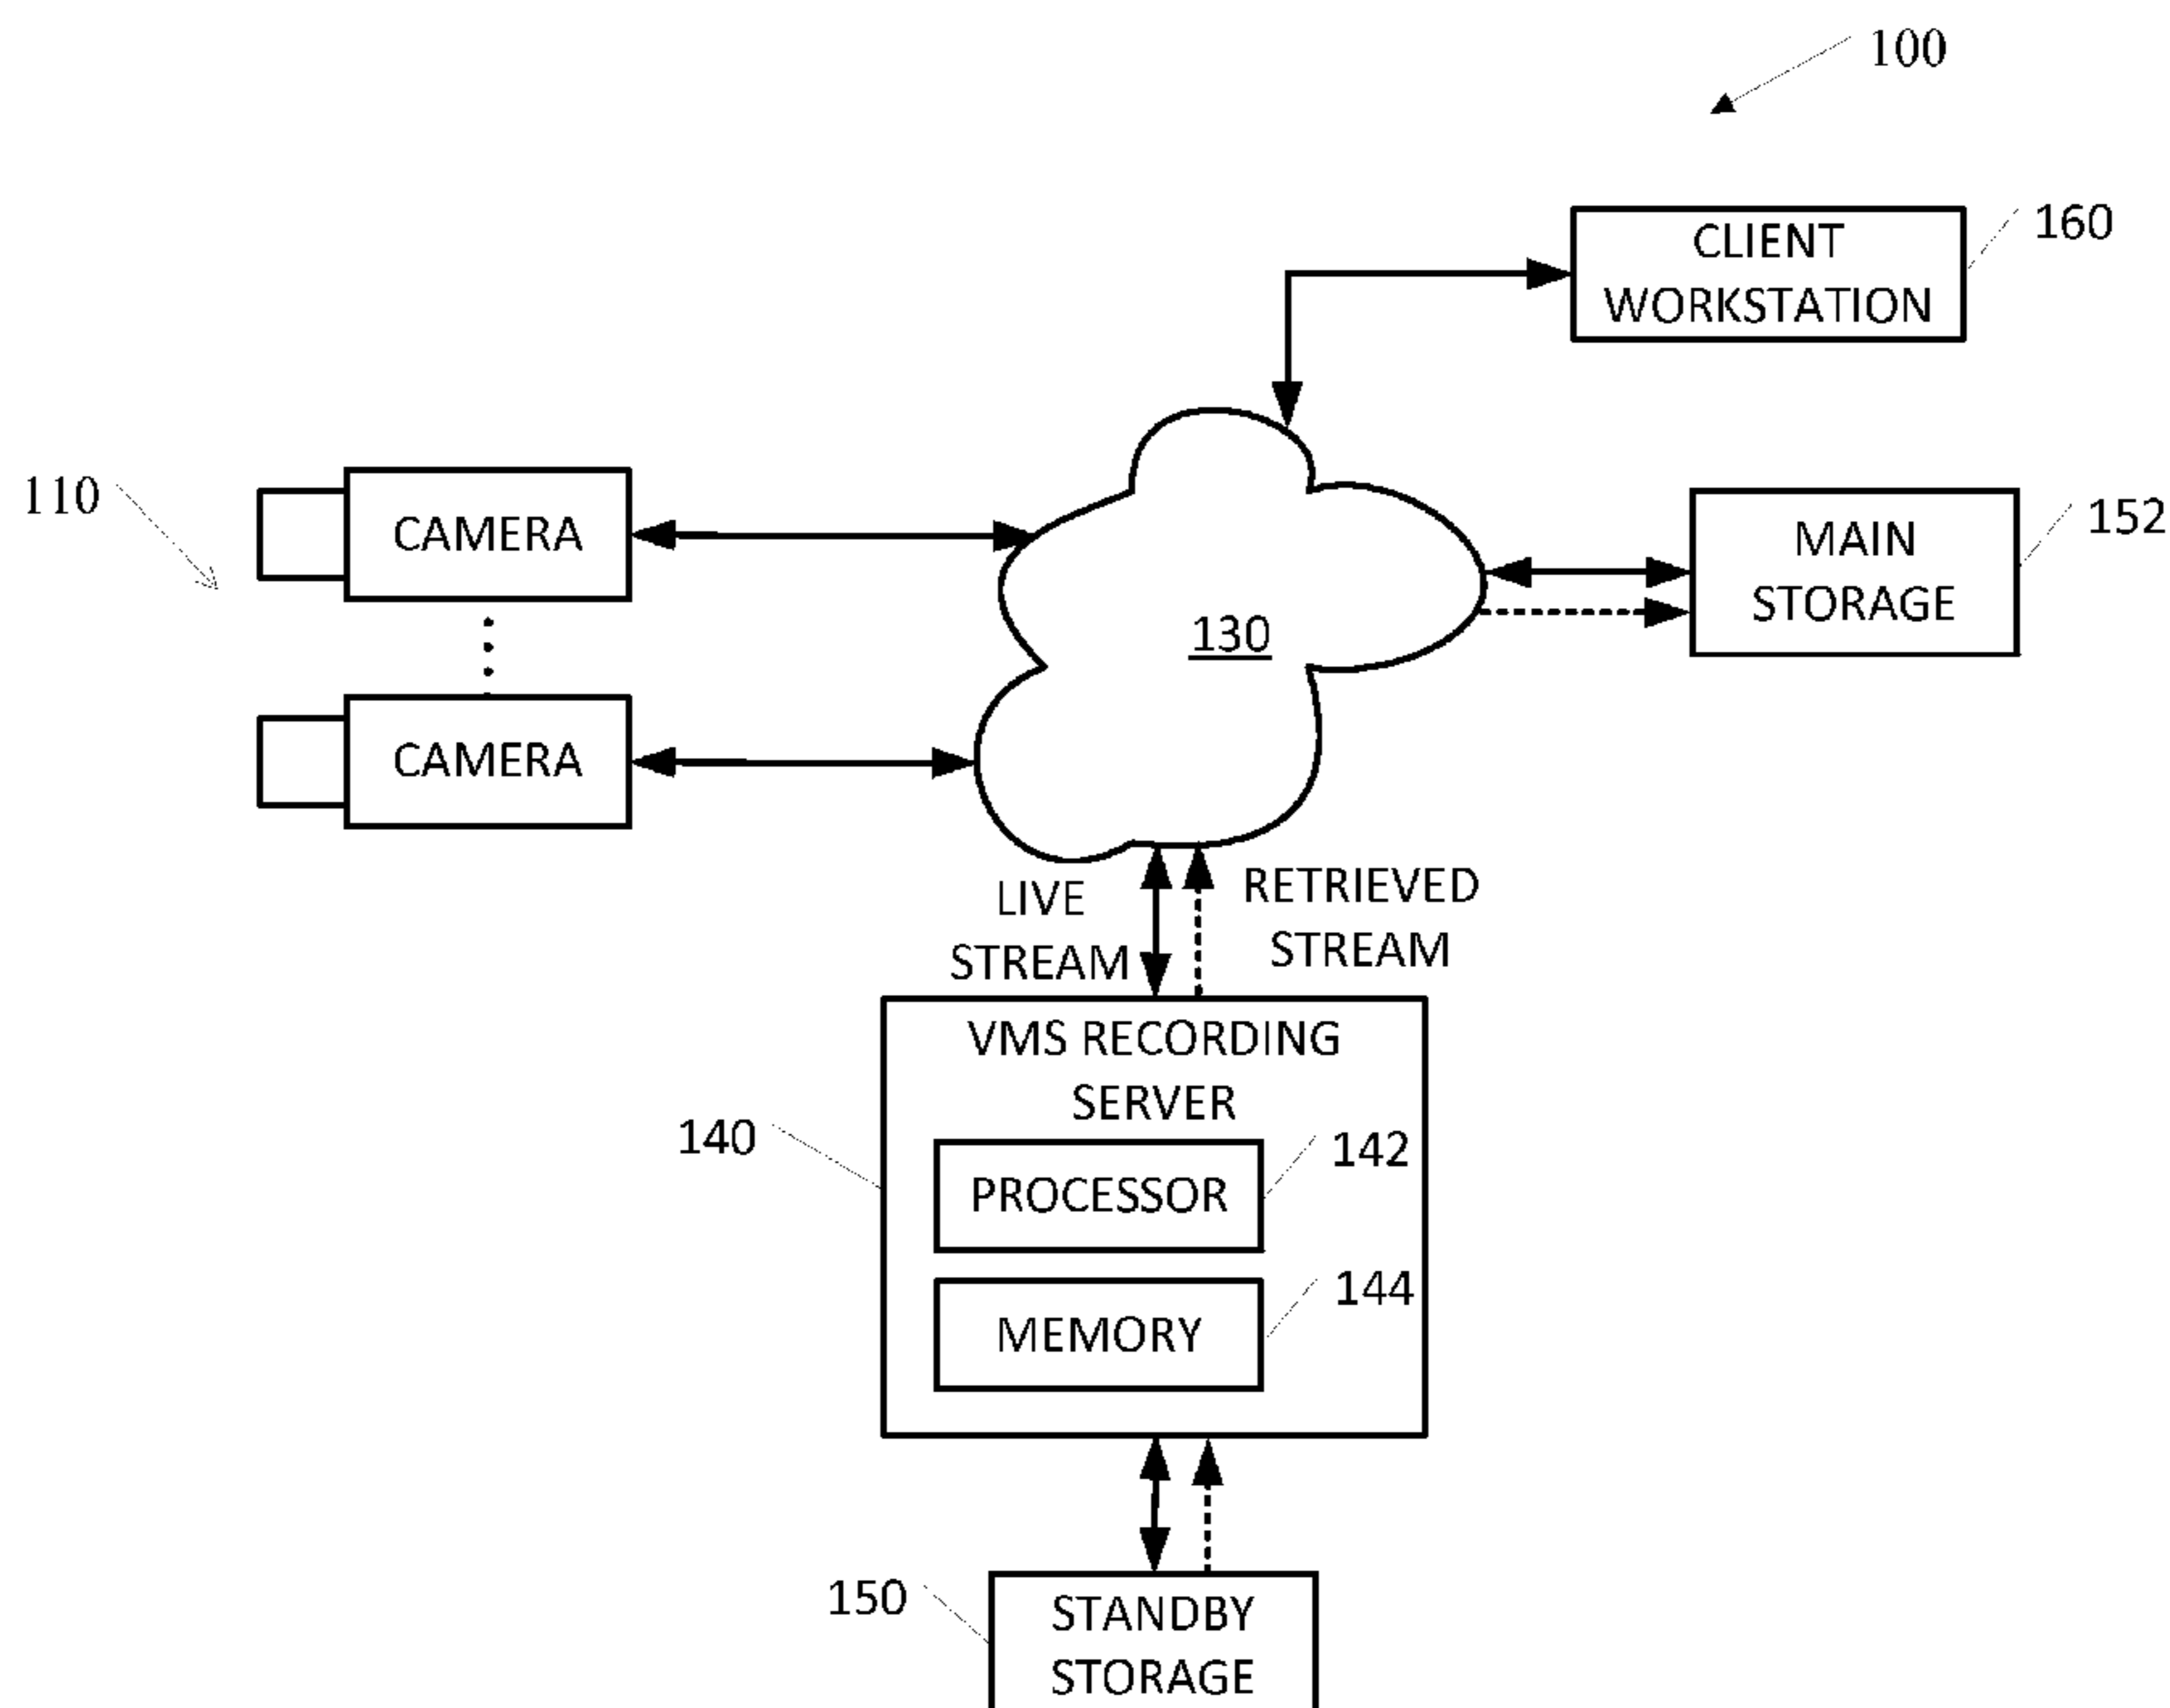 100
CLIENT
WORKSTATION
160
110
CAMERA
MAIN
STORAGE
152
130
CAMERA
LIVE
STREAM
RETRIEVED
STREAM
VMS RECORDING
SERVER
140
PROCESSOR
142
MEMORY
144
150
STANDBY
STORAGE